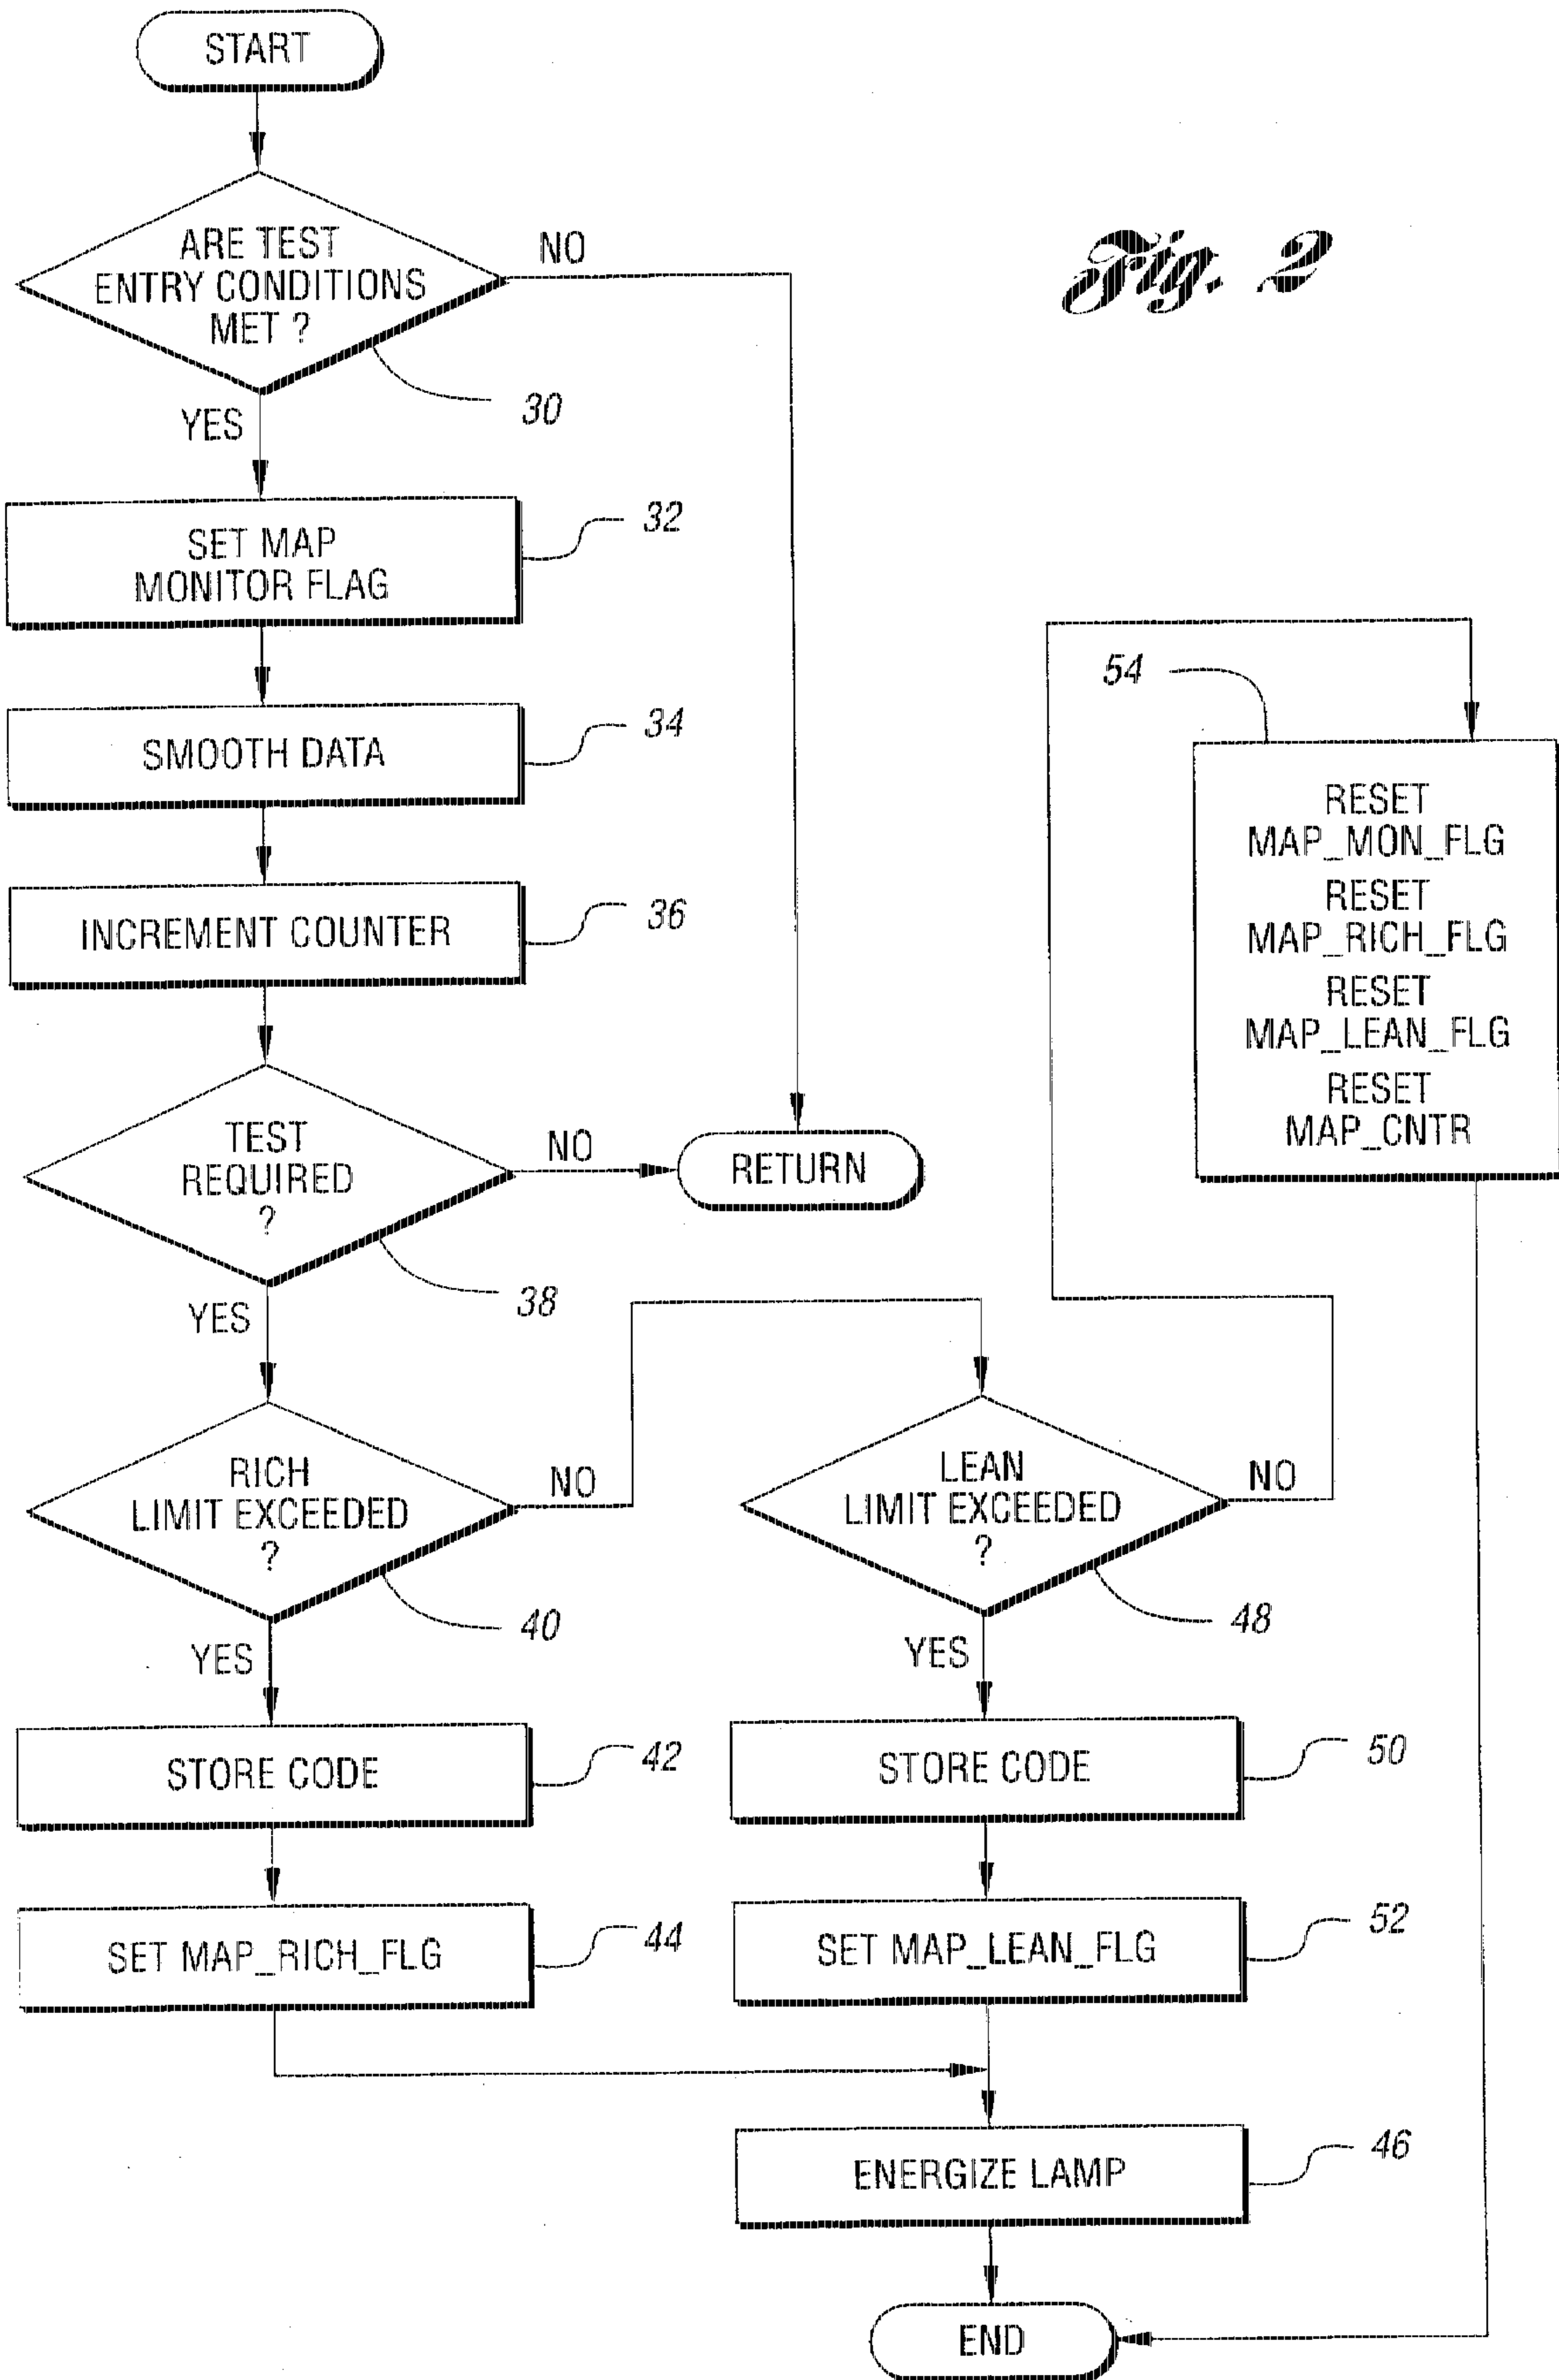 START
Fig. 2
ARE TEST
ENTRY CONDITIONS
MET ?
NO
30
YES
SET MAP
MONITOR FLAG
32
SMOOTH DATA
34
54
RESET
MAP_MON_FLG
RESET
MAP_RICH_FLG
RESET
MAP_LEAN_FLG
RESET
MAP_CNTR
INCREMENT COUNTER
36
TEST
REQUIRED
?
NO
RETURN
38
YES
RICH
LIMIT EXCEEDED
?
NO
40
YES
LEAN
LIMIT EXCEEDED
?
NO
48
YES
STORE CODE
42
STORE CODE
50
SET MAP_RICH_FLG
44
SET MAP_LEAN_FLG
52
ENERGIZE LAMP
46
END